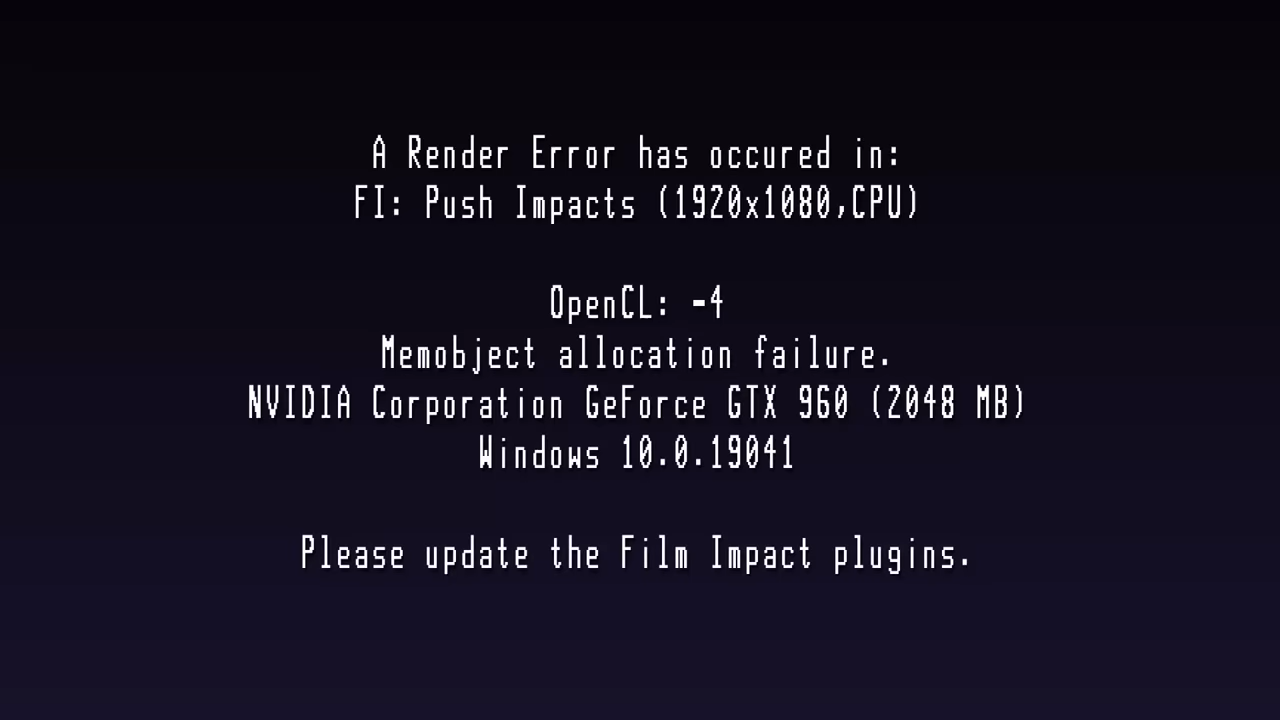 A Render Error has occured in:
FI: Push Impacts (1920x1080,CPU)
OpenCL: -4
Memobject allocation failure.
NVIDIA Corporation GeForce GTX 960 (2048 MB)
Windows 10.0.19041
Please update the Film Impact plugins.